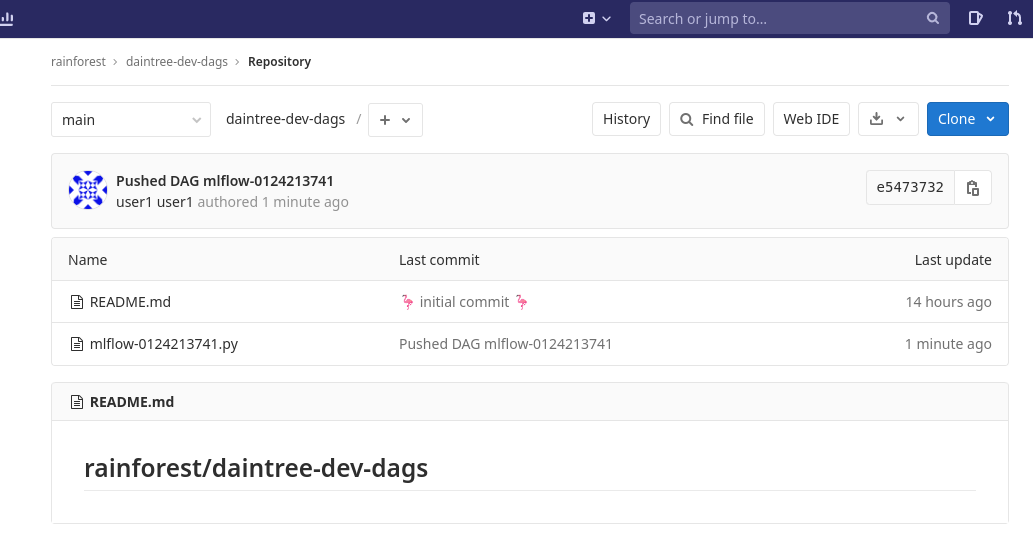 Search or jump to...
rainforest > daintree-dev-dags > Repository
main
daintree-dev-dags /
History
Find file
Web IDE
Clone
Pushed DAG mlflow-0124213741
user1 user1 authored 1 minute ago
e5473732
Name Last commit Last update
README.md 🦩 initial commit 🦩 14 hours ago
mlflow-0124213741.py Pushed DAG mlflow-0124213741 1 minute ago
README.md
rainforest/daintree-dev-dags